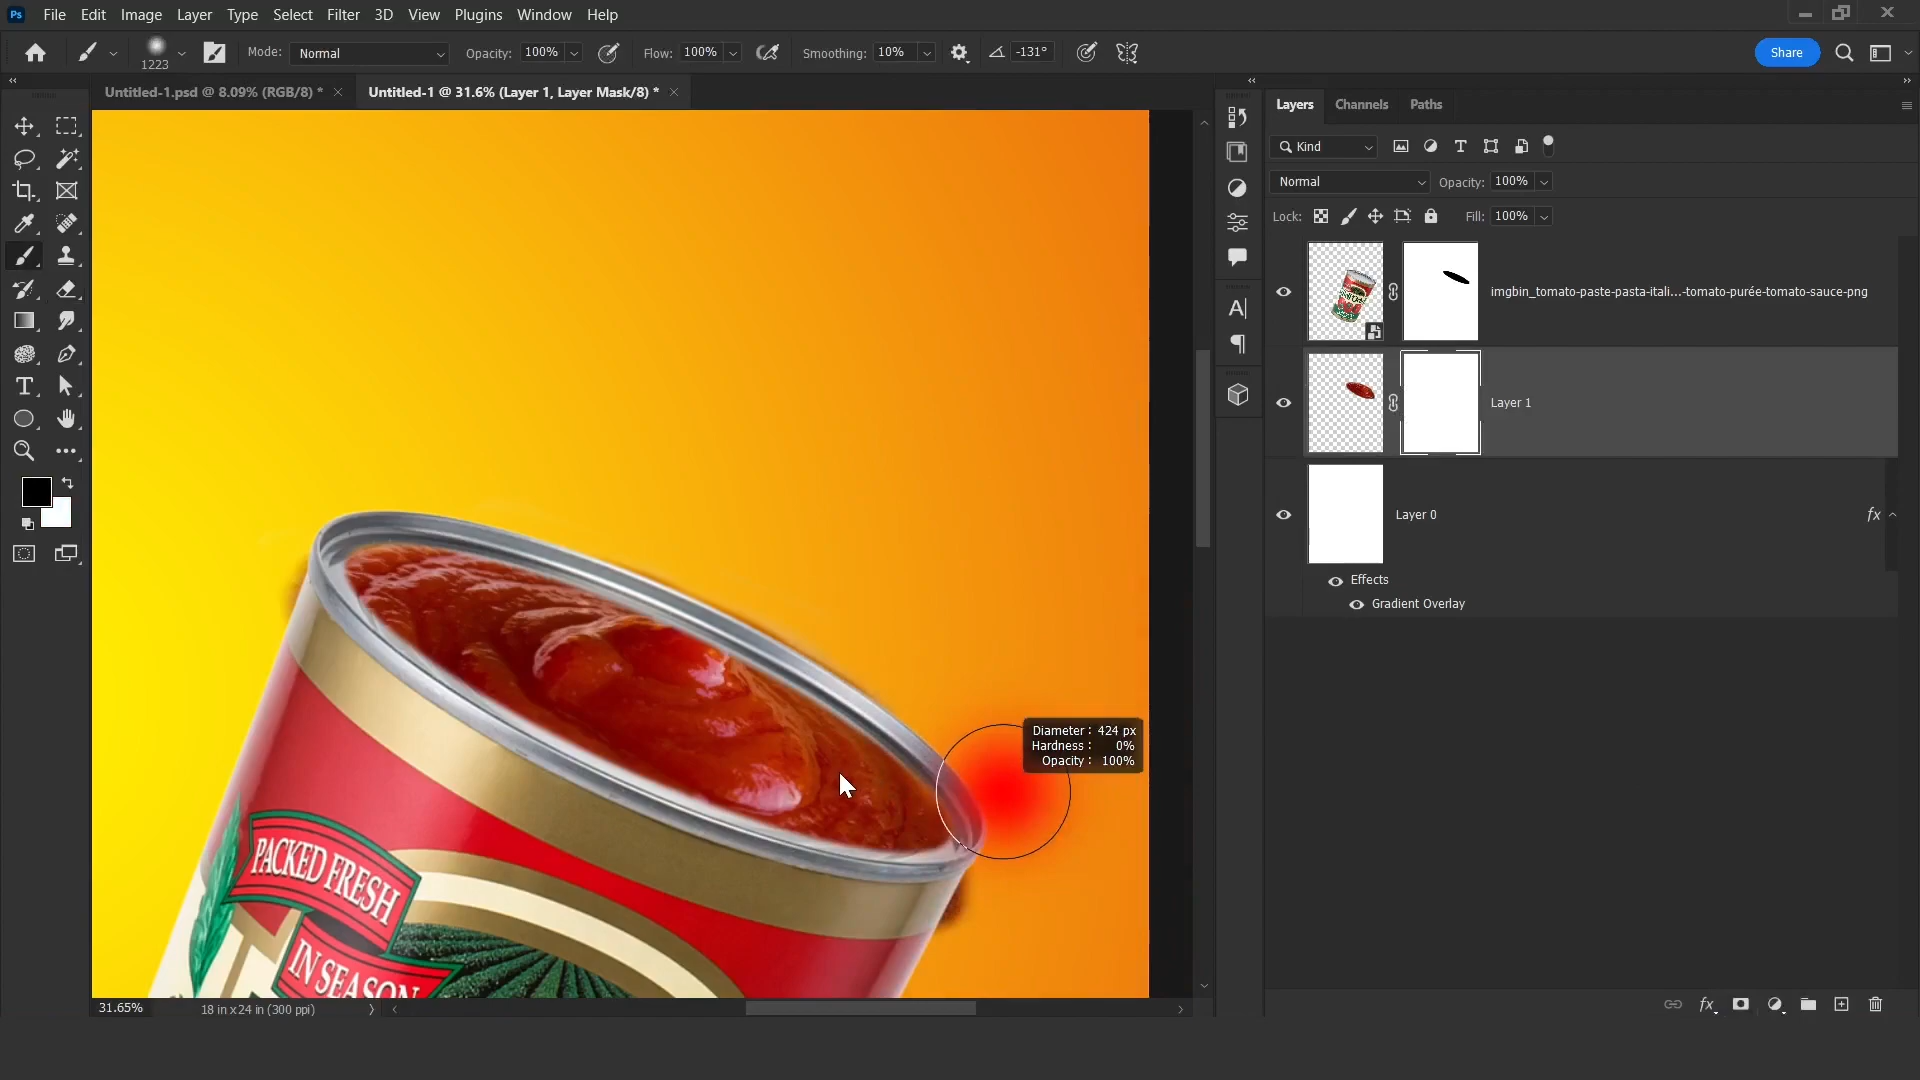 Ps File Edit Image Layer Type Select Filter 3D View Plugins Window Help
1223 Mode: Normal Opacity: 100% Flow: 100% Smoothing: 10% -131° Share
Untitled-1.psd @ 8.09% (RGB/8) * Untitled-1 @ 31.6% (Layer 1, Layer Mask/8) *
Layers Channels Paths
Kind
Normal Opacity: 100%
Lock: Fill: 100%
imgbin_tomato-paste-pasta-itali...-tomato-purée-tomato-sauce-png
Layer 1
Layer 0 fx
Effects
Gradient Overlay
Diameter: 424 px
Hardness: 0%
Opacity: 100%
PACKED FRESH
IN SEASON
31.65% 18 in x 24 in (300 ppi)
fx